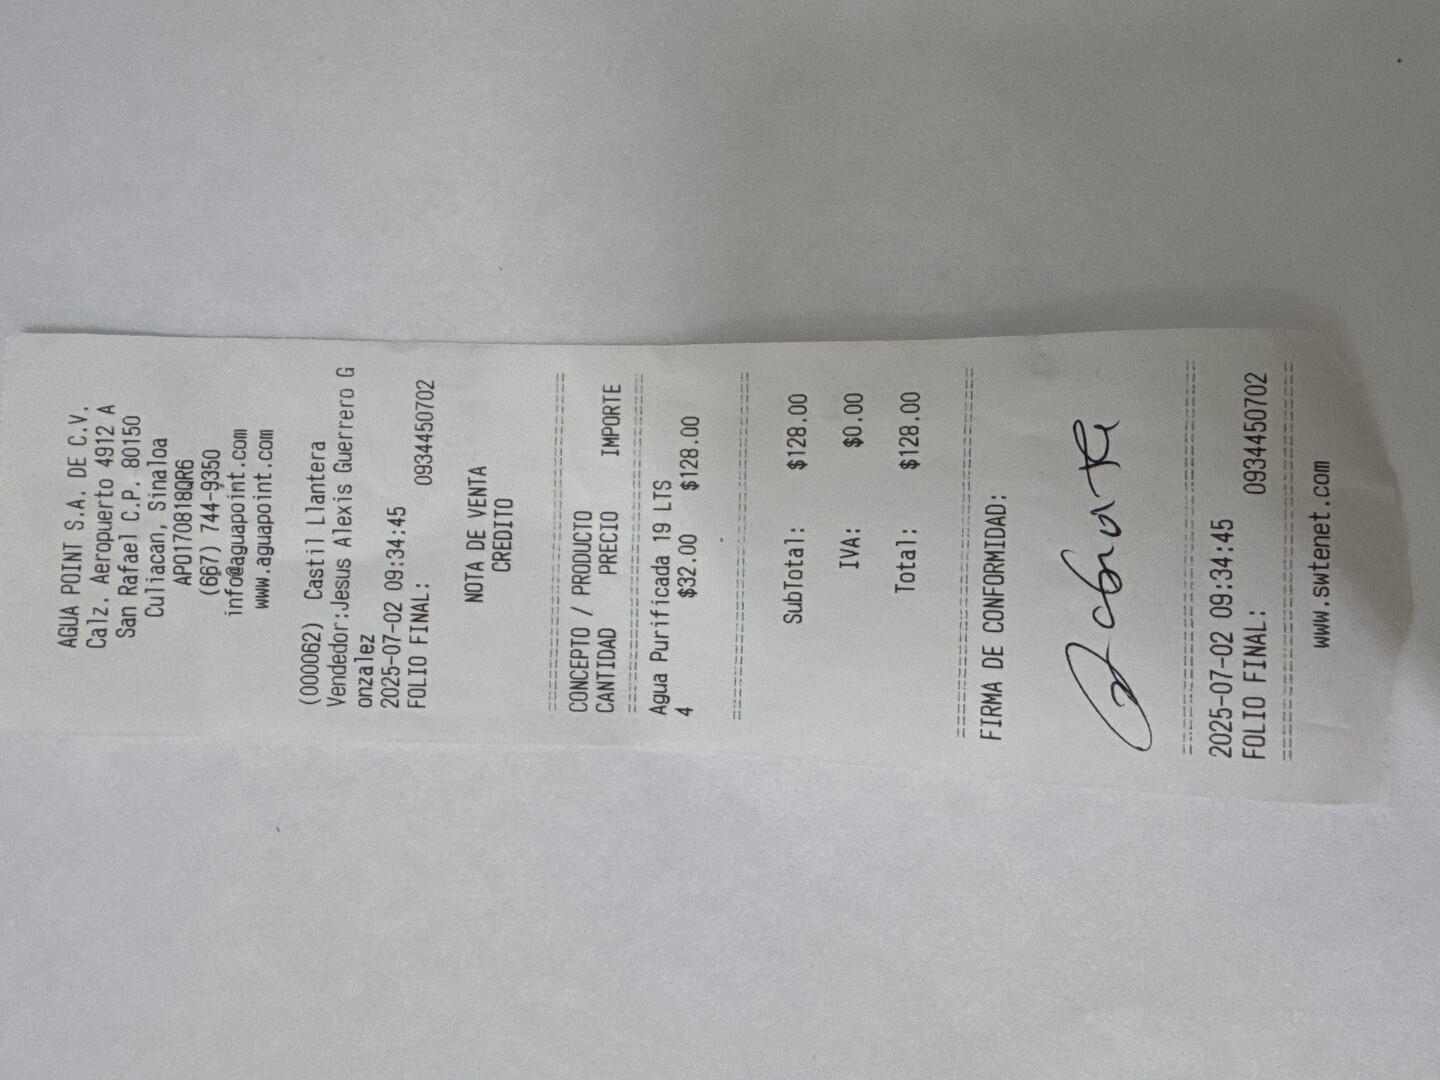 AGUA POINT S.A. DE C.V.
Calz. Aeropuerto 4912 A
San Rafael C.P. 80150
Culiacan, Sinaloa
APO170818QR6
(667) 744-9350
info@aguapoint.com
www.aguapoint.com
(000062) Castil Llantera
Vendedor:Jesus Alexis Guerrero G
onzalez
2025-07-02 09:34:45
FOLIO FINAL: 0934450702
NOTA DE VENTA
CREDITO
================================
CONCEPTO / PRODUCTO
CANTIDAD PRECIO IMPORTE
================================
Agua Purificada 19 LTS
4 $32.00 $128.00
================================
SubTotal: $128.00
IVA: $0.00
Total: $128.00
================================
FIRMA DE CONFORMIDAD:
================================
2025-07-02 09:34:45
FOLIO FINAL: 0934450702
================================
www.swtenet.com